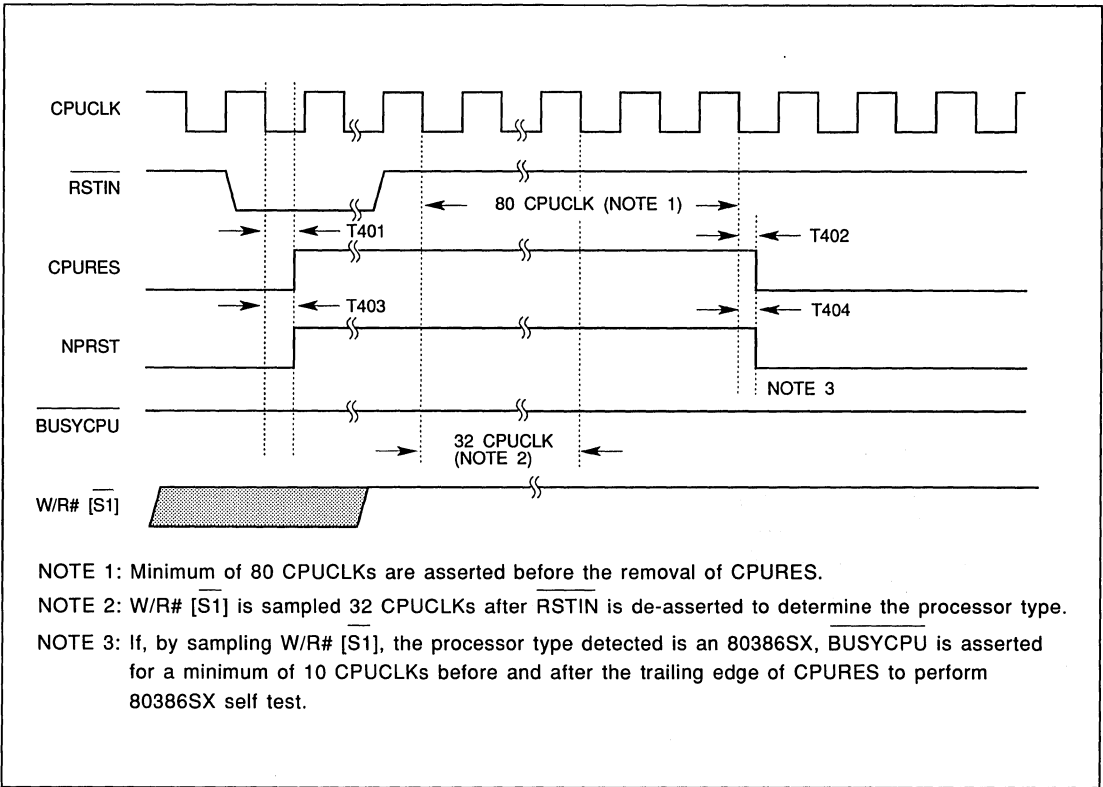 CPUCLK
RSTIN
80 CPUCLK (NOTE 1)
T401
T402
CPURES
T403
T404
NPRST
NOTE 3
BUSYCPU
32 CPUCLK
(NOTE 2)
W/R# [S1]
NOTE 1: Minimum of 80 CPUCLKs are asserted before the removal of CPURES.
NOTE 2: W/R# [S1] is sampled 32 CPUCLKs after RSTIN is de-asserted to determine the processor type.
NOTE 3: If, by sampling W/R# [S1], the processor type detected is an 80386SX, BUSYCPU is asserted
for a minimum of 10 CPUCLKs before and after the trailing edge of CPURES to perform
80386SX self test.